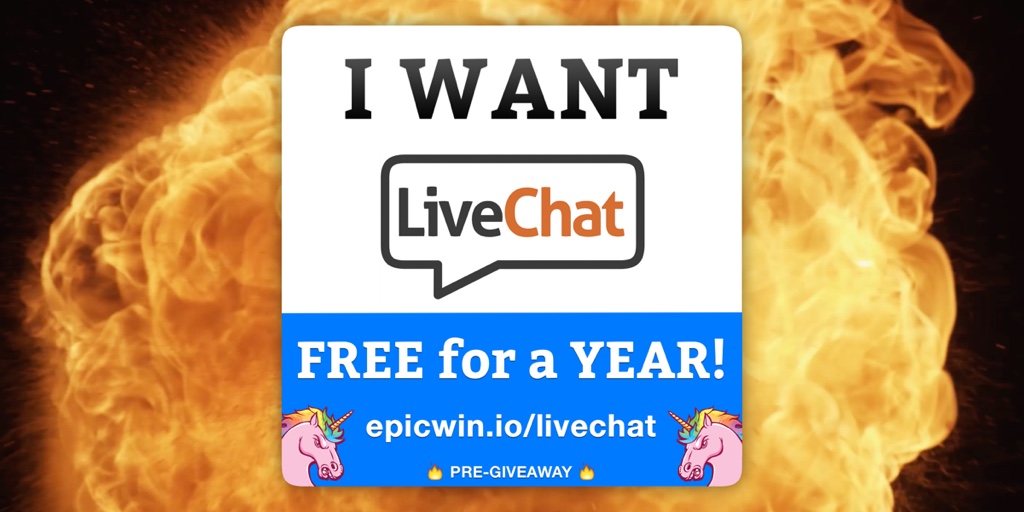 I WANT
LiveChat
FREE for a YEAR!
epicwin.io/livechat
🔥 PRE-GIVEAWAY 🔥